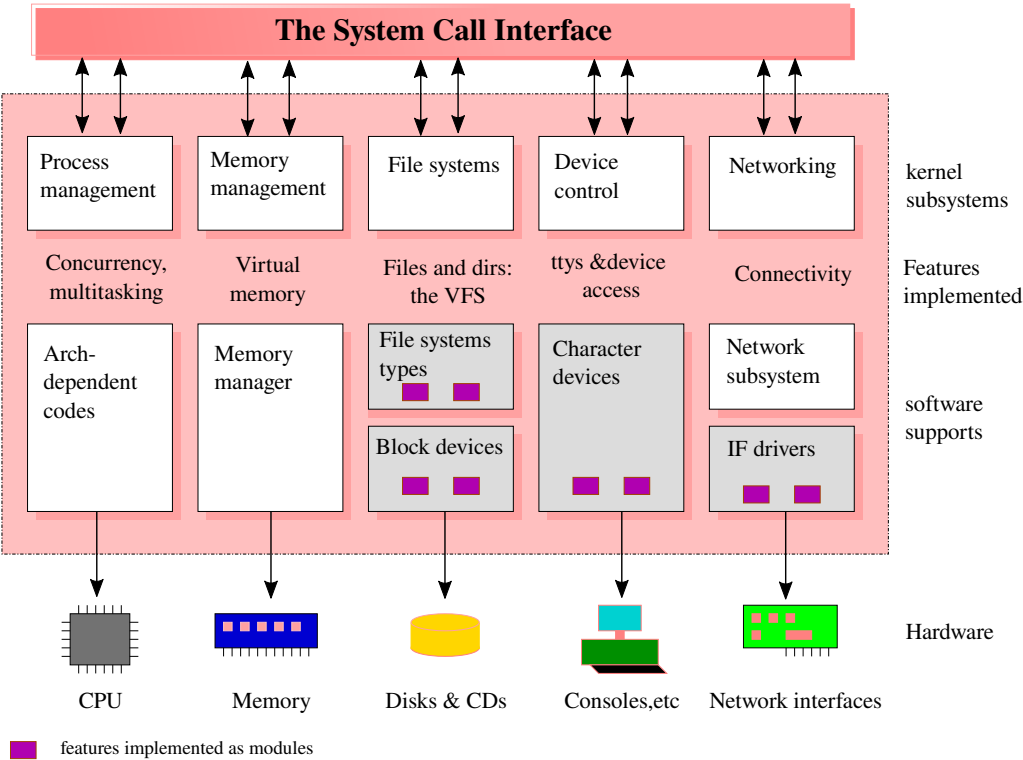 The System Call Interface
Process
management
Memory
management
File systems
Device
control
Networking
kernel
subsystems
Concurrency,
multitasking
Virtual
memory
Files and dirs:
the VFS
ttys &device
access
Connectivity
Features
implemented
Arch-
dependent
codes
Memory
manager
File systems
types
Block devices
Character
devices
Network
subsystem
IF drivers
software
supports
Hardware
CPU
Memory
Disks & CDs
Consoles,etc
Network interfaces
features implemented as modules